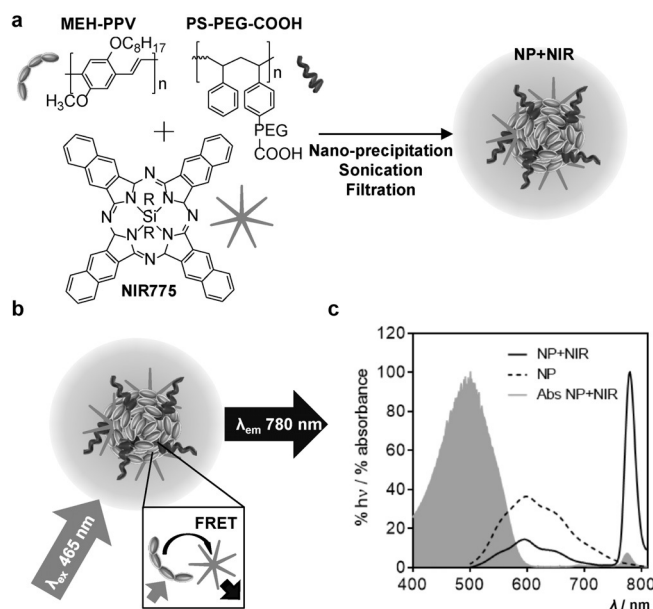 a
MEH-PPV
PS-PEG-COOH
NP+NIR
OC8H17
n
H3CO
n
PEG
COOH
+
Nano-precipitation
Sonication
Filtration
N
N
R
N
N
Si
N
N
R
N
N
NIR775
b
λem 780 nm
λex 465 nm
FRET
c
NP+NIR
NP
Abs NP+NIR
% hν / % absorbance
120
100
80
60
40
20
0
400 500 600 700 800
λ / nm